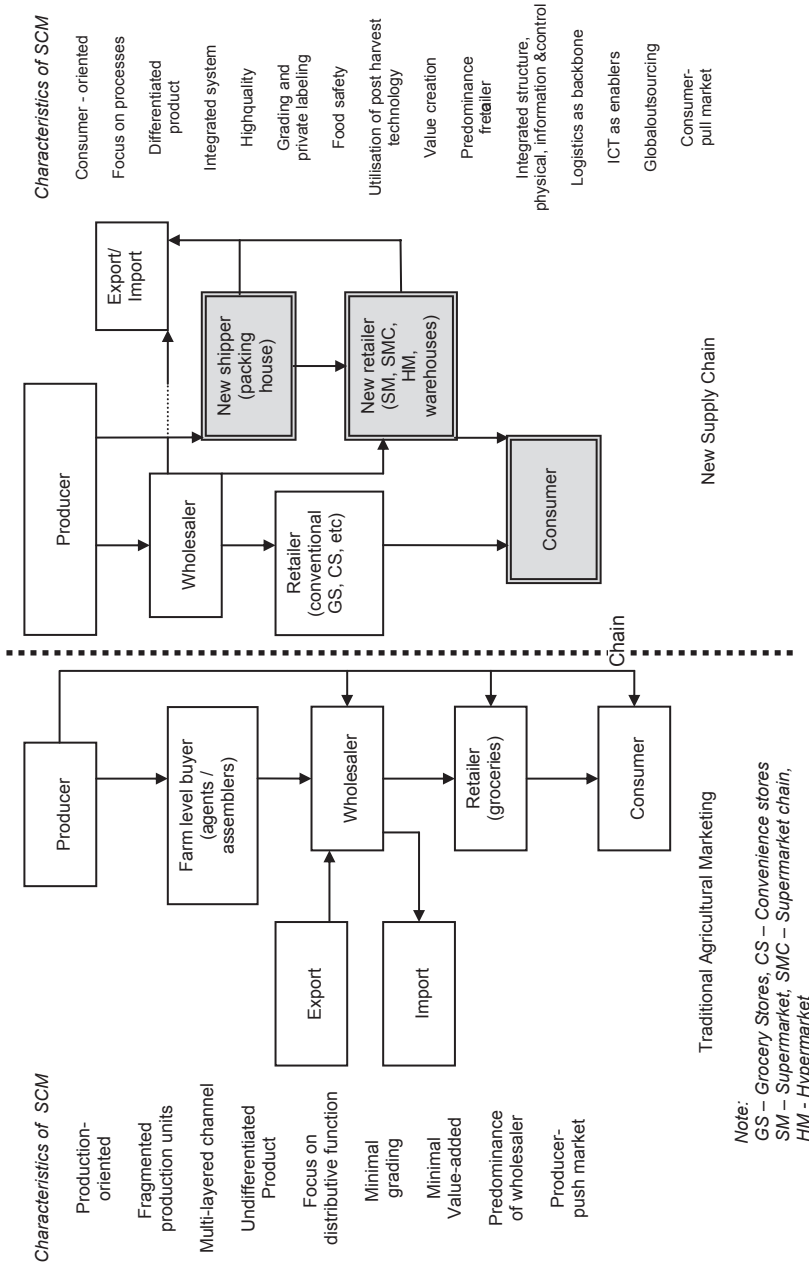 Characteristics of  SCM
Production-
oriented
Fragmented
production units
Multi-layered channel
Undifferentiated
Product
Focus on
distributive function
Minimal
grading
Minimal
Value-added
Predominance
of wholesaler
Producer-
push market
Producer
Farm level buyer
(agents /
assemblers)
Export
Wholesaler
Import
Retailer
(groceries)
Consumer
Traditional Agricultural Marketing
Chain
Producer
Wholesaler
Retailer
(conventional
GS, CS, etc)
Export/
Import
New shipper
(packing
house)
New retailer
(SM, SMC,
HM,
warehouses)
Consumer
New Supply Chain
Characteristics of SCM
Consumer - oriented
Focus on processes
Differentiated
product
Integrated system
Highquality
Grading and
private labeling
Food safety
Utilisation of post harvest
technology
Value creation
Predominance
Integrated structure,
physical, information &control
Logistics as backbone
ICT as enablers
Globaloutsourcing
Consumer-
pull market
Note:
GS – Grocery Stores, CS – Convenience stores
SM – Supermarket, SMC – Supermarket chain,
HM - Hypermarket